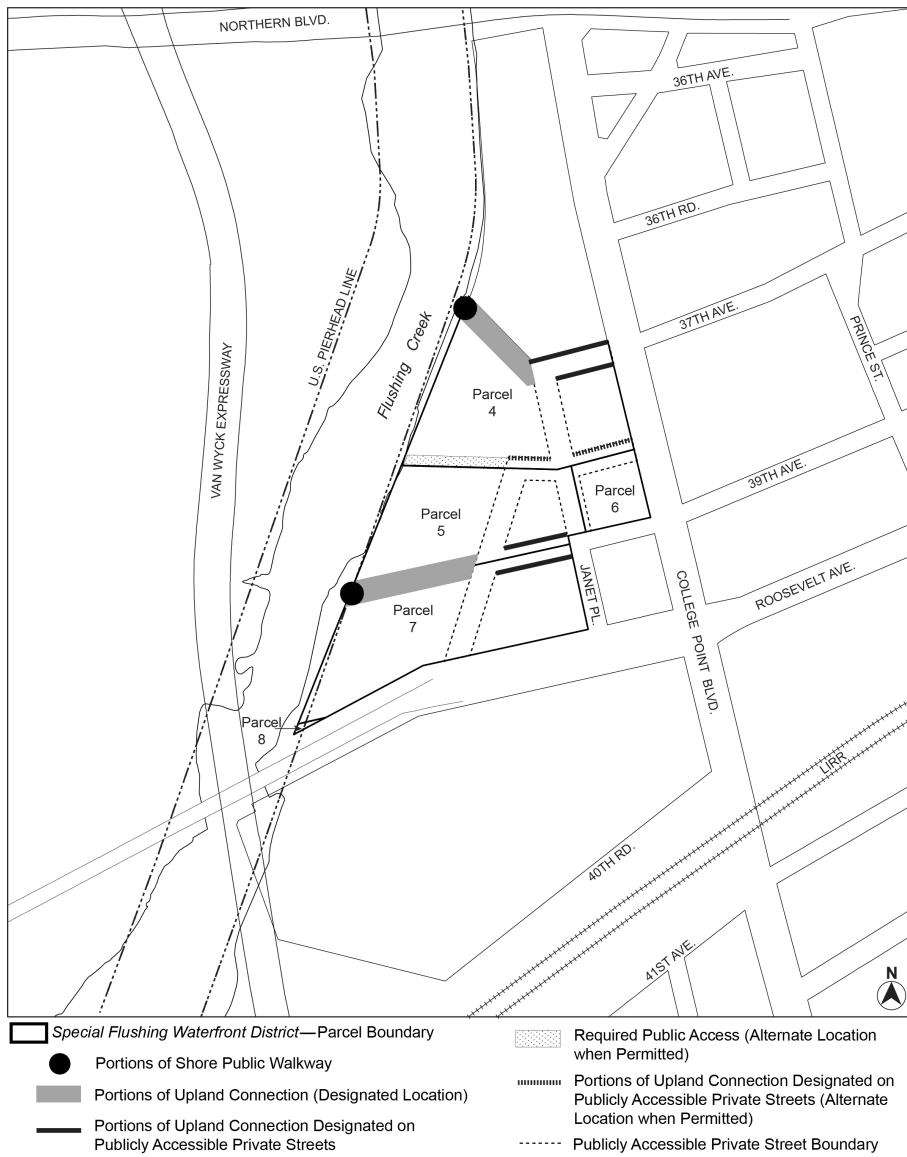 NORTHERN BLVD.
36TH AVE.
36TH RD.
37TH AVE.
PRINCE ST.
U.S. PIERHEAD LINE
Flushing Creek
VAN WYCK EXPRESSWAY
Parcel
4
39TH AVE.
Parcel
6
Parcel
5
ROOSEVELT AVE.
JANET PL.
COLLEGE POINT BLVD.
Parcel
7
Parcel
8
LIRR
40TH RD.
41ST AVE.
N
Special Flushing Waterfront District—Parcel Boundary
Portions of Shore Public Walkway
Portions of Upland Connection (Designated Location)
Portions of Upland Connection Designated on
Publicly Accessible Private Streets
Required Public Access (Alternate Location
when Permitted)
Portions of Upland Connection Designated on
Publicly Accessible Private Streets (Alternate
Location when Permitted)
Publicly Accessible Private Street Boundary